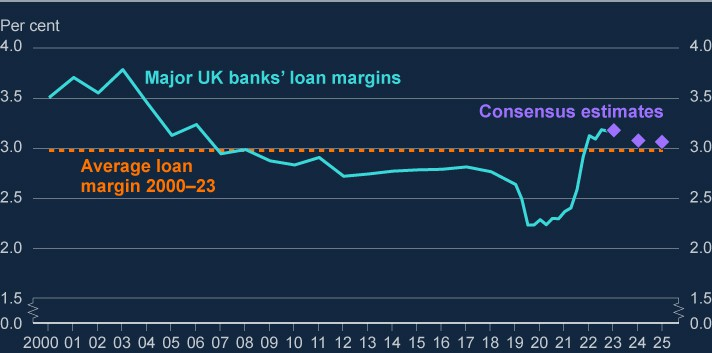 Per cent
4.0 4.0
Major UK banks’ loan margins
3.5 3.5
Consensus estimates
3.0 3.0
Average loan
margin 2000–23
2.5 2.5
2.0 2.0
1.5 1.5
0.0 0.0
2000 01 02 03 04 05 06 07 08 09 10 11 12 13 14 15 16 17 18 19 20 21 22 23 24 25